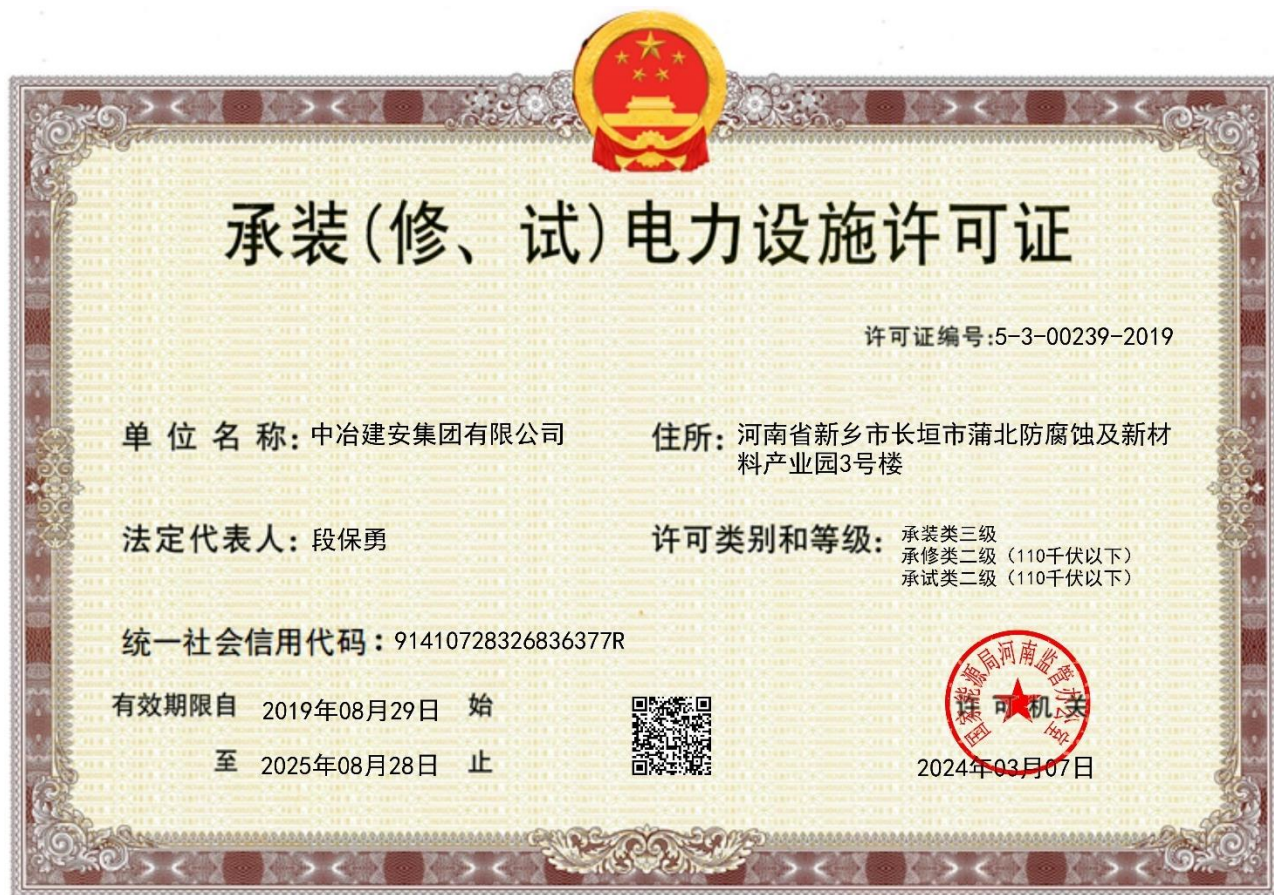 承装(修、试)电力设施许可证
许可证编号:5-3-00239-2019
单位名称: 中冶建安集团有限公司
住所: 河南省新乡市长垣市蒲北防腐蚀及新材
料产业园3号楼
法定代表人: 段保勇
许可类别和等级: 承装类三级
承修类二级（110千伏以下）
承试类二级（110千伏以下）
统一社会信用代码: 91410728326836377R
有效期限自 2019年08月29日 始
至 2025年08月28日 止
国家能源局河南监管办公室
许可机关
2024年03月07日